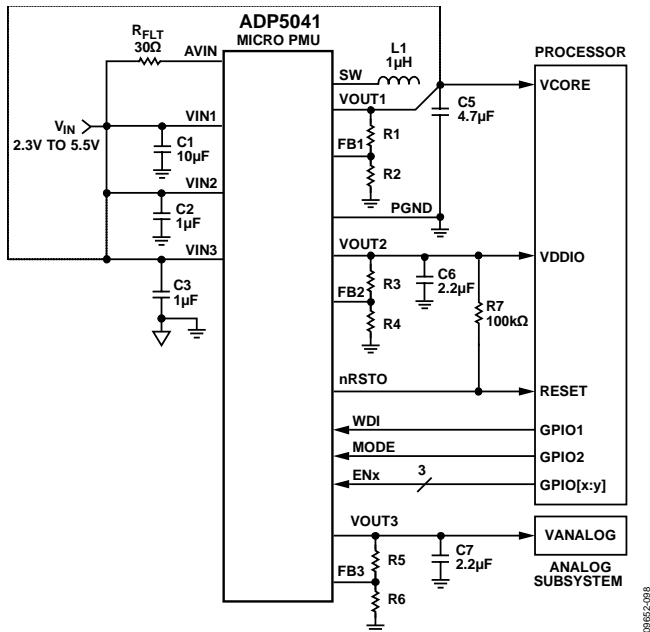 ADP5041
MICRO PMU
RFLT
30Ω
AVIN
VIN
2.3V TO 5.5V
VIN1
C1
10µF
VIN2
C2
1µF
VIN3
C3
1µF
SW
L1
1µH
VOUT1
R1
FB1
R2
C5
4.7µF
PGND
VOUT2
R3
FB2
R4
C6
2.2µF
R7
100kΩ
nRSTO
WDI
MODE
ENx
3
VOUT3
R5
FB3
R6
C7
2.2µF
PROCESSOR
VCORE
VDDIO
RESET
GPIO1
GPIO2
GPIO[x:y]
VANALOG
ANALOG
SUBSYSTEM
09652-098